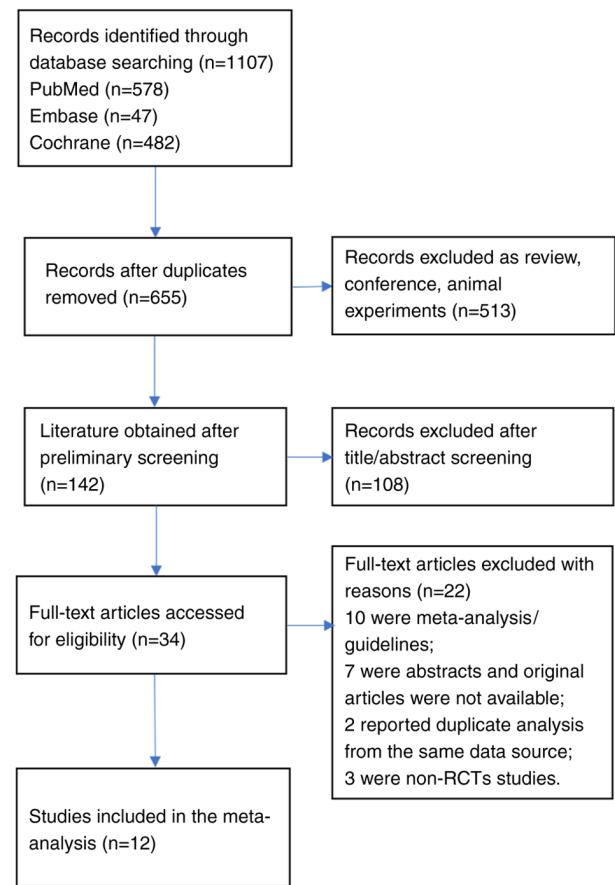 Records identified through
database searching (n=1107)
PubMed (n=578)
Embase (n=47)
Cochrane (n=482)
Records after duplicates
removed (n=655)
Records excluded as review,
conference, animal
experiments (n=513)
Literature obtained after
preliminary screening
(n=142)
Records excluded after
title/abstract screening
(n=108)
Full-text articles accessed
for eligibility (n=34)
Full-text articles excluded with
reasons (n=22)
10 were meta-analysis/
guidelines;
7 were abstracts and original
articles were not available;
2 reported duplicate analysis
from the same data source;
3 were non-RCTs studies.
Studies included in the meta-
analysis (n=12)